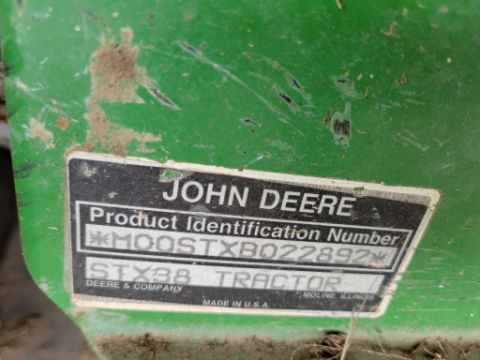 JOHN DEERE
Product Identification Number
*M00STXB022892*
STX38 TRACTOR
DEERE & COMPANY MOLINE, ILLINOIS
MADE IN U.S.A.